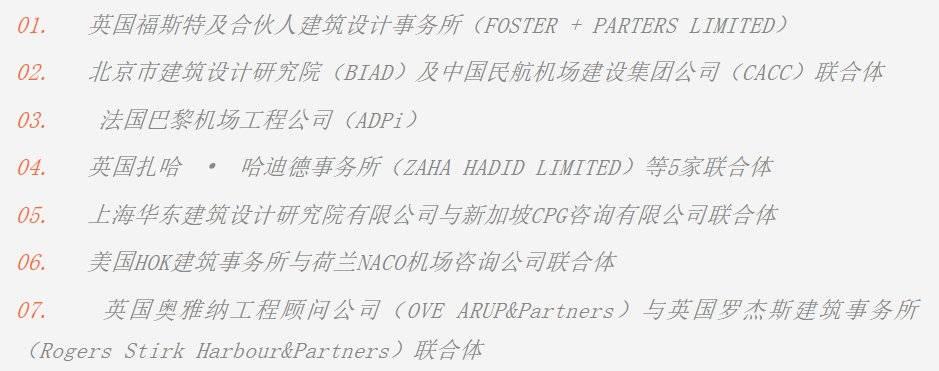 01. 英国福斯特及合伙人建筑设计事务所（FOSTER + PARTERS LIMITED）
02. 北京市建筑设计研究院（BIAD）及中国民航机场建设集团公司（CACC）联合体
03. 法国巴黎机场工程公司（ADPi）
04. 英国扎哈 • 哈迪德事务所（ZAHA HADID LIMITED）等5家联合体
05. 上海华东建筑设计研究院有限公司与新加坡CPG咨询有限公司联合体
06. 美国HOK建筑事务所与荷兰NACO机场咨询公司联合体
07. 英国奥雅纳工程顾问公司（OVE ARUP&Partners）与英国罗杰斯建筑事务所
（Rogers Stirk Harbour&Partners）联合体